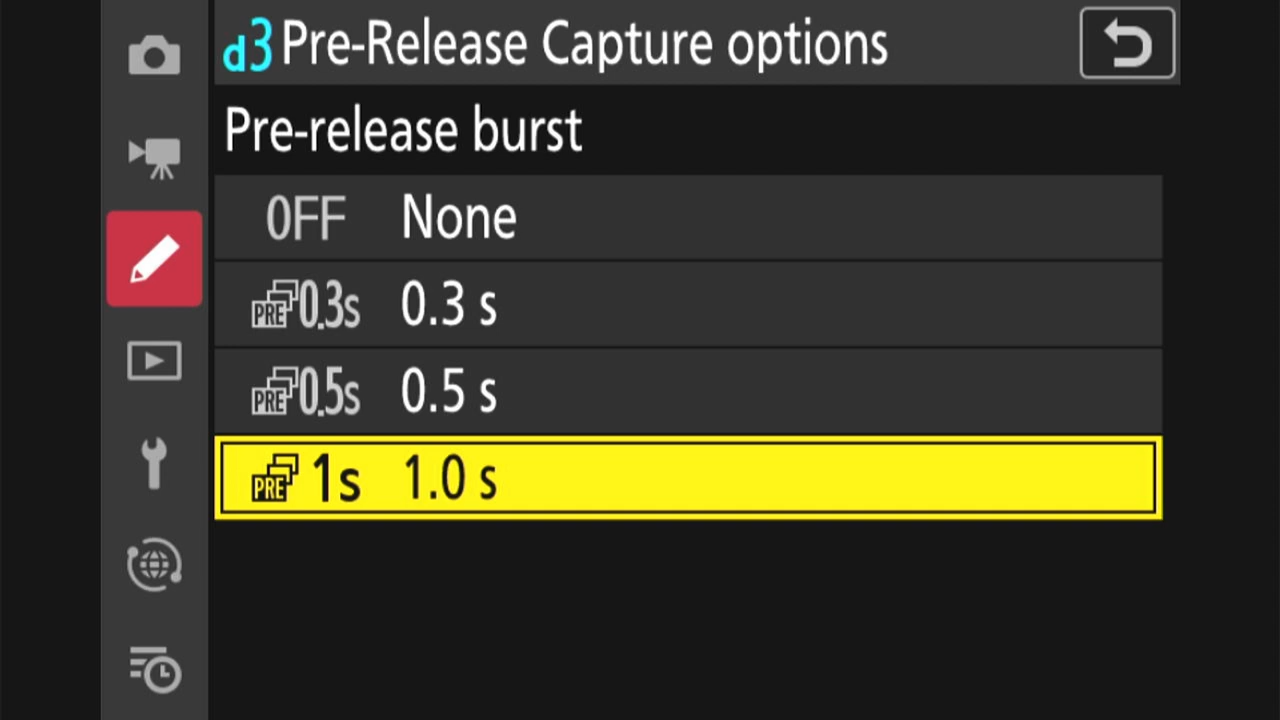 d3 Pre-Release Capture options
Pre-release burst
OFF None
PRE 0.3s 0.3 s
PRE 0.5s 0.5 s
PRE 1s 1.0 s